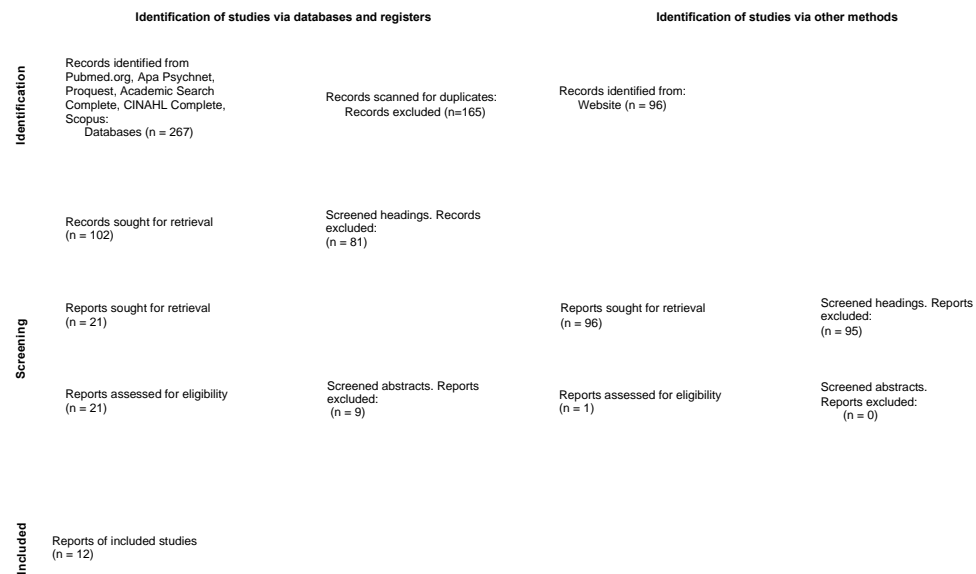 Identification of studies via databases and registers
Identification of studies via other methods
Identification
Records identified from
Pubmed.org, Apa Psychnet,
Proquest, Academic Search
Complete, CINAHL Complete,
Scopus:
Databases (n = 267)
Records scanned for duplicates:
Records excluded (n=165)
Records identified from:
Website (n = 96)
Screening
Records sought for retrieval
(n = 102)
Screened headings. Records
excluded:
(n = 81)
Reports sought for retrieval
(n = 21)
Reports sought for retrieval
(n = 96)
Screened headings. Reports
excluded:
(n = 95)
Reports assessed for eligibility
(n = 21)
Screened abstracts. Reports
excluded:
(n = 9)
Reports assessed for eligibility
(n = 1)
Screened abstracts.
Reports excluded:
(n = 0)
Included
Reports of included studies
(n = 12)